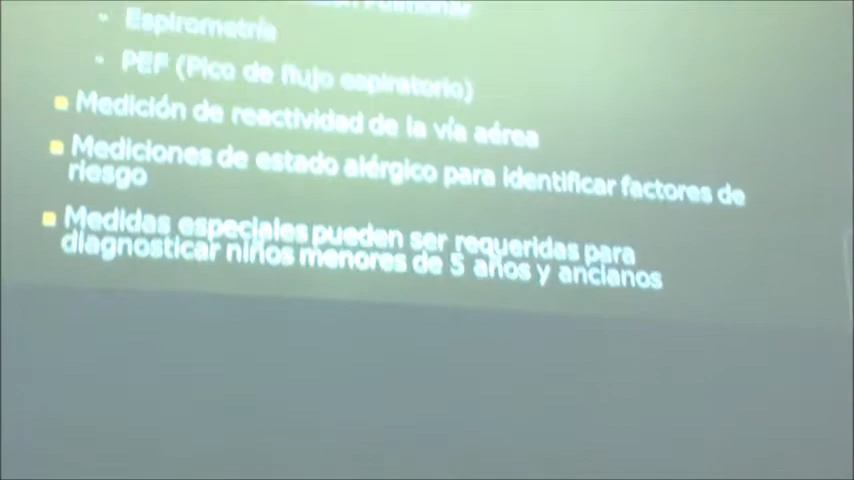 Pulmonar
- Espirometría
- PEF (Pico de flujo espiratorio)
Medición de reactividad de la vía aérea
Mediciones de estado alérgico para identificar factores de
riesgo
Medidas especiales pueden ser requeridas para
diagnosticar niños menores de 5 años y ancianos